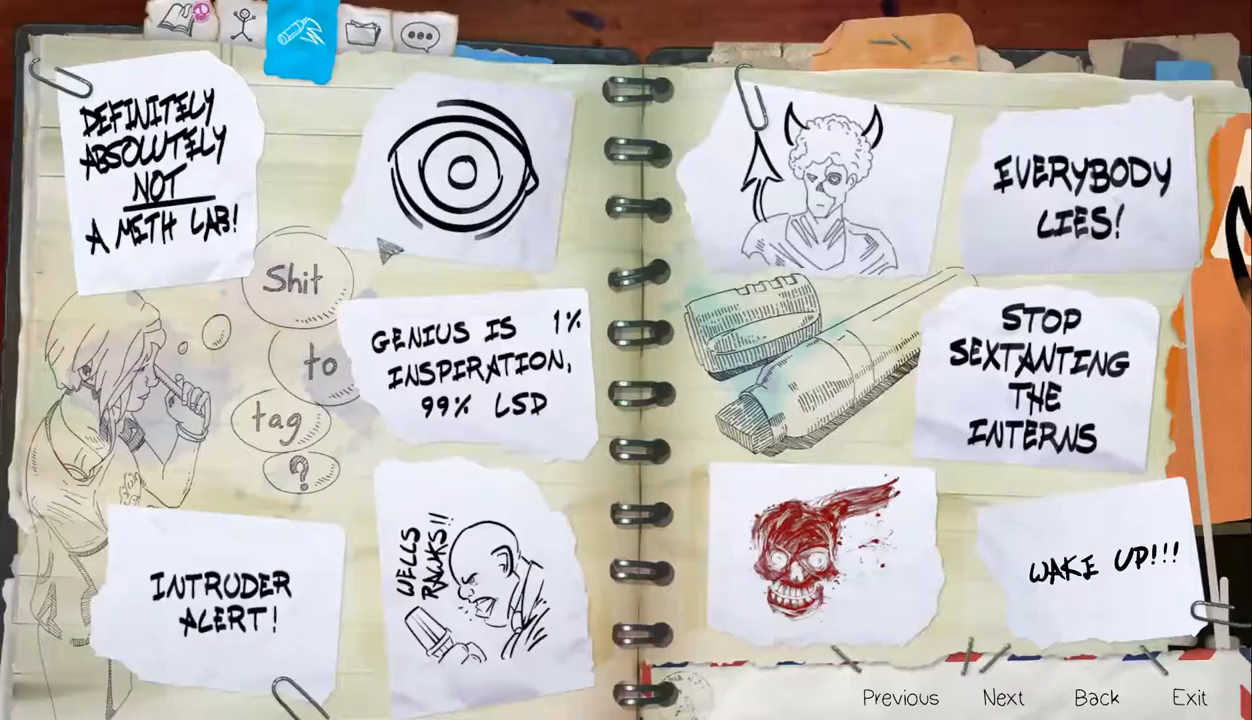 DEFINITELY
ABSOLUTELY
NOT
A METH LAB!
Shit
to
tag
?
GENIUS IS 1%
INSPIRATION,
99% LSD
INTRUDER
ALERT!
WELLS
RACKS!!
EVERYBODY
LIES!
STOP
SEXTANTING
THE
INTERNS
WAKE UP!!!
Previous
Next
Back
Exit